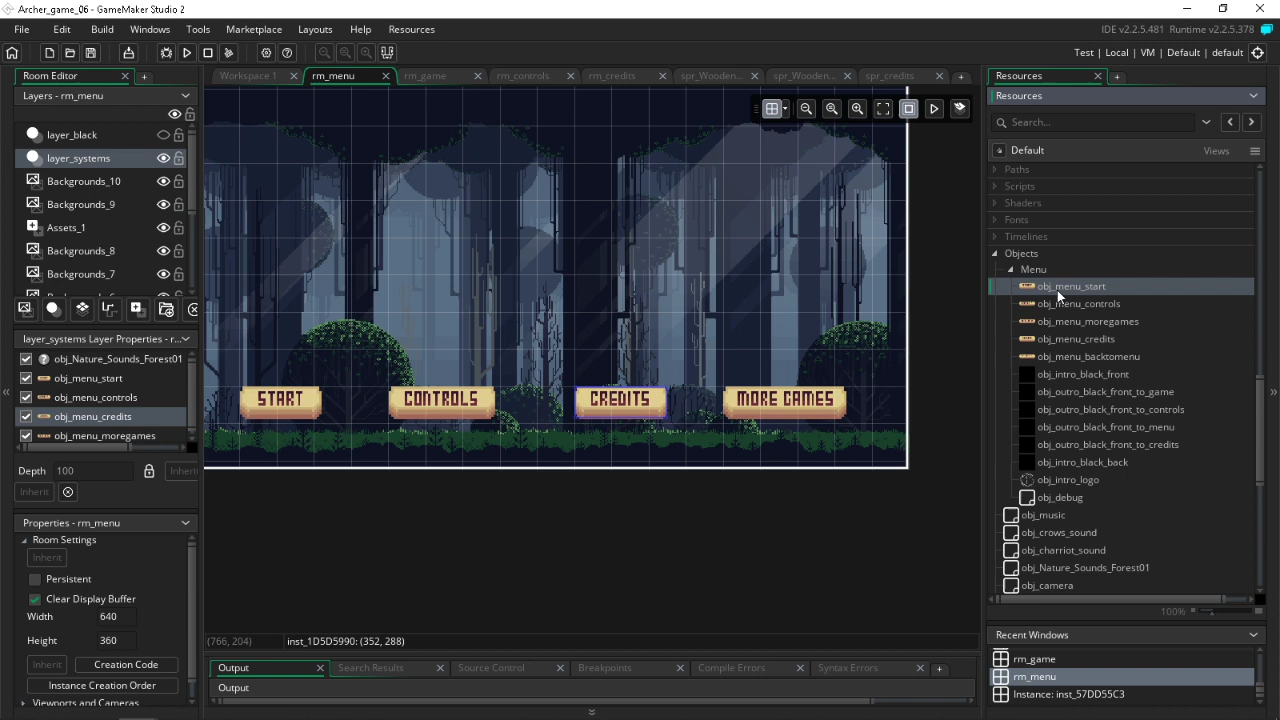 Archer_game_06 - GameMaker Studio 2
File Edit Build Windows Tools Marketplace Layouts Help Resources
IDE v2.2.5.481 Runtime v2.2.5.378
Test | Local | VM | Default | default
Room Editor
Layers - rm_menu
layer_black
layer_systems
Backgrounds_10
Backgrounds_9
Assets_1
Backgrounds_8
Backgrounds_7
layer_systems Layer Properties - r...
obj_Nature_Sounds_Forest01
obj_menu_start
obj_menu_controls
obj_menu_credits
obj_menu_moregames
Depth 100 Inherit
Inherit
Properties - rm_menu
Room Settings
Inherit
Persistent
Clear Display Buffer
Width 640
Height 360
Inherit Creation Code
Instance Creation Order
Viewports and Cameras
Workspace 1 rm_menu rm_game rm_controls rm_credits spr_Wooden... spr_Wooden... spr_credits
START CONTROLS CREDITS MORE GAMES
(766, 204) inst_1D5D5990: (352, 288)
Output Search Results Source Control Breakpoints Compile Errors Syntax Errors
Output
Resources
Resources
Search...
Default Views
Paths
Scripts
Shaders
Fonts
Timelines
Objects
Menu
obj_menu_start
obj_menu_controls
obj_menu_moregames
obj_menu_credits
obj_menu_backtomenu
obj_intro_black_front
obj_outro_black_front_to_game
obj_outro_black_front_to_controls
obj_outro_black_front_to_menu
obj_outro_black_front_to_credits
obj_intro_black_back
obj_intro_logo
obj_debug
obj_music
obj_crows_sound
obj_charriot_sound
obj_Nature_Sounds_Forest01
obj_camera
100%
Recent Windows
rm_game
rm_menu
Instance: inst_57DD55C3